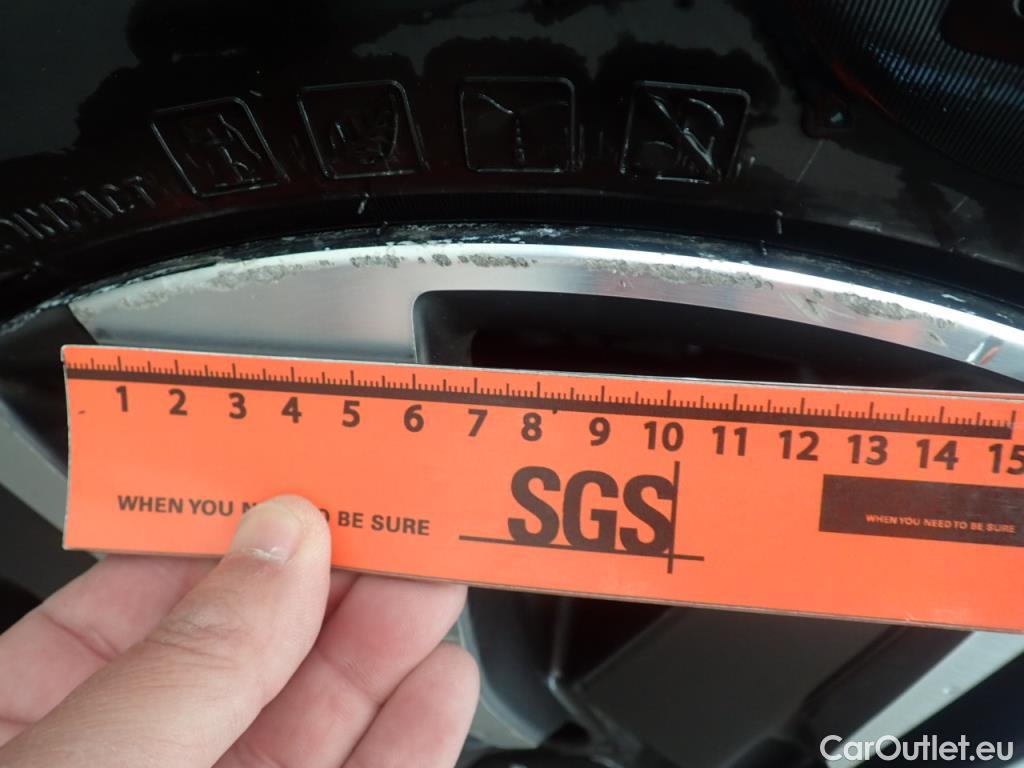 1 2 3 4 5 6 7 8 9 10 11 12 13 14 15
WHEN YOU BE SURE
SGS
WHEN YOU NEED TO BE SURE
CarOutlet.eu